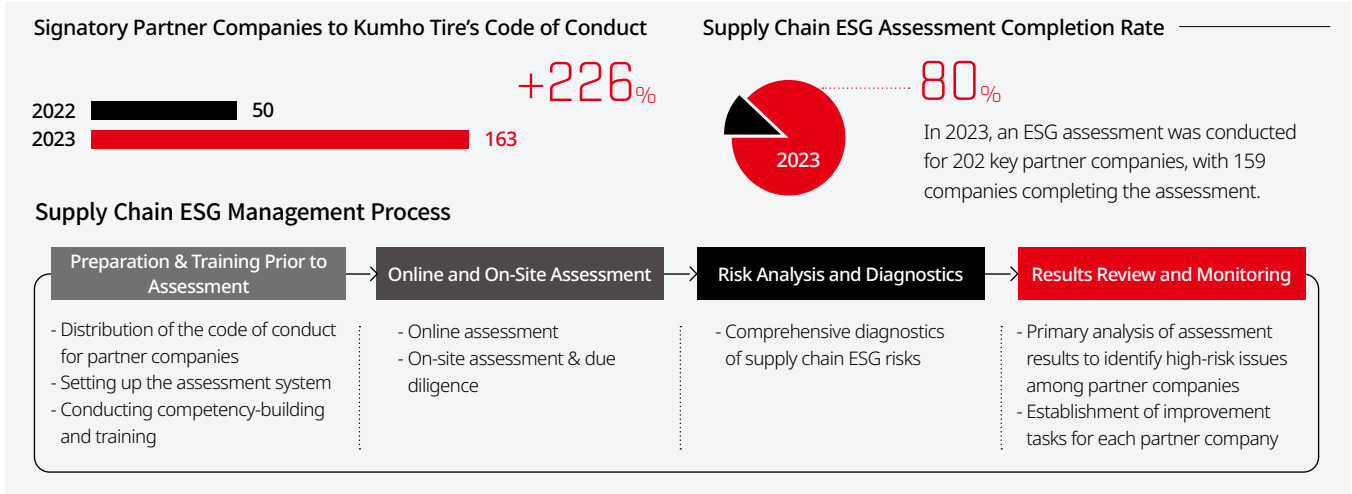 Signatory Partner Companies to Kumho Tire's Code of Conduct
+226%
2022 50
2023 163
Supply Chain ESG Assessment Completion Rate
80%
2023
In 2023, an ESG assessment was conducted
for 202 key partner companies, with 159
companies completing the assessment.
Supply Chain ESG Management Process
Preparation & Training Prior to
Assessment
- Distribution of the code of conduct
for partner companies
- Setting up the assessment system
- Conducting competency-building
and training
Online and On-Site Assessment
- Online assessment
- On-site assessment & due
diligence
Risk Analysis and Diagnostics
- Comprehensive diagnostics
of supply chain ESG risks
Results Review and Monitoring
- Primary analysis of assessment
results to identify high-risk issues
among partner companies
- Establishment of improvement
tasks for each partner company